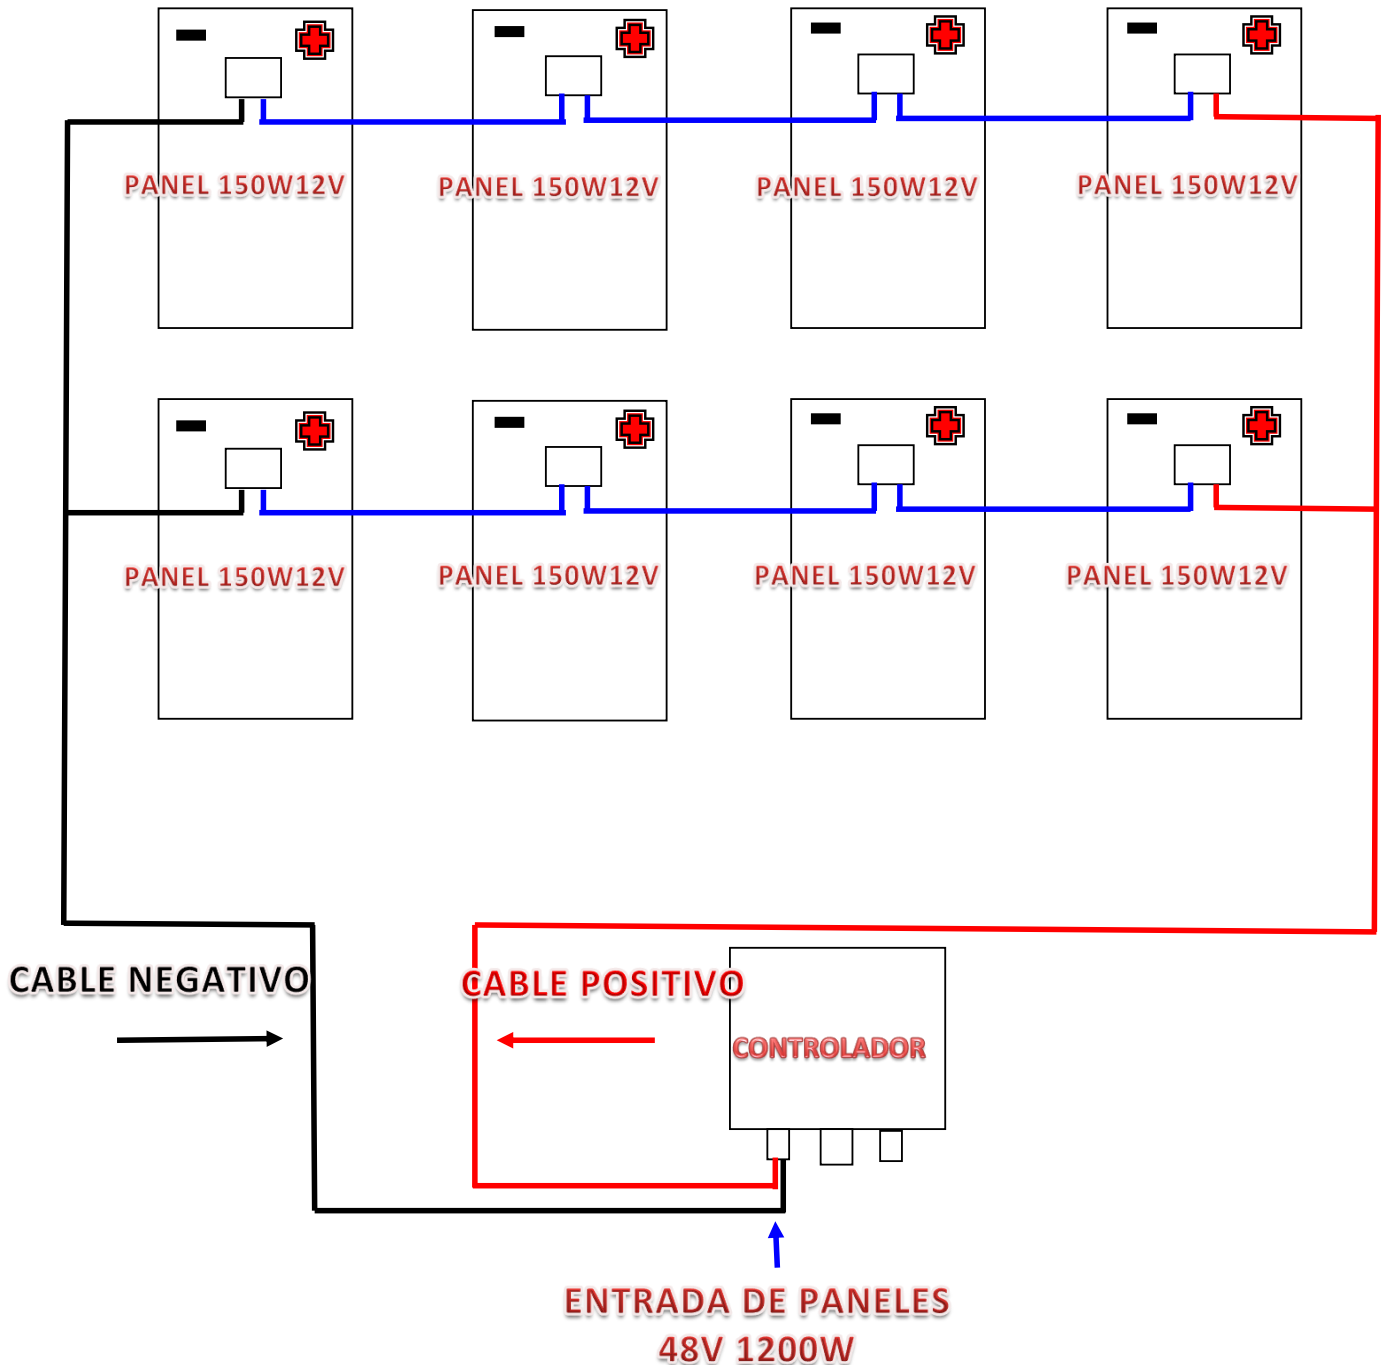 PANEL 150W12V
PANEL 150W12V
PANEL 150W12V
PANEL 150W12V
PANEL 150W12V
PANEL 150W12V
PANEL 150W12V
PANEL 150W12V
CABLE NEGATIVO
CABLE POSITIVO
CONTROLADOR
ENTRADA DE PANELES
48V 1200W